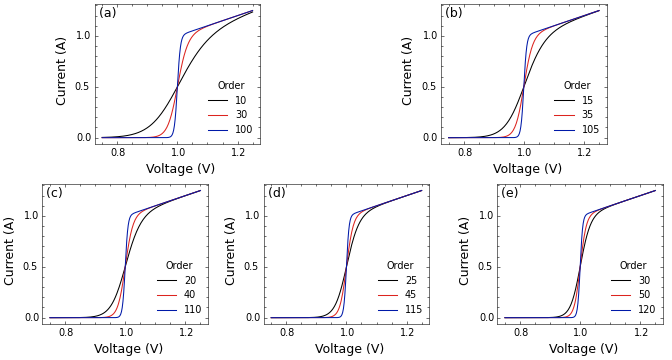 (a)
Current (A)
1.0
0.5
0.0
0.8 1.0 1.2
Voltage (V)
Order
10
30
100
(b)
Current (A)
1.0
0.5
0.0
0.8 1.0 1.2
Voltage (V)
Order
15
35
105
(c)
Current (A)
1.0
0.5
0.0
0.8 1.0 1.2
Voltage (V)
Order
20
40
110
(d)
Current (A)
1.0
0.5
0.0
0.8 1.0 1.2
Voltage (V)
Order
25
45
115
(e)
Current (A)
1.0
0.5
0.0
0.8 1.0 1.2
Voltage (V)
Order
30
50
120